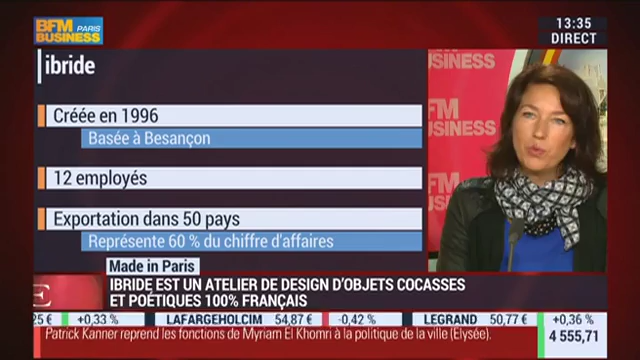 BFM PARIS
BUSINESS
13:35
DIRECT
ibride
Créée en 1996
Basée à Besançon
12 employés
Exportation dans 50 pays
Représente 60 % du chiffre d'affaires
BUSINESS
BFM
BUSINESS
FM
Made in Paris
IBRIDE EST UN ATELIER DE DESIGN D'OBJETS COCASSES
ET POÉTIQUES 100% FRANÇAIS
25 € +0,33 % LAFARGEHOLCIM 54,87 € -0,42 % LEGRAND 50,77 € +0,36 %
Patrick Kanner reprend les fonctions de Myriam El Khomri à la politique de la ville (Elysée).
4 555,71